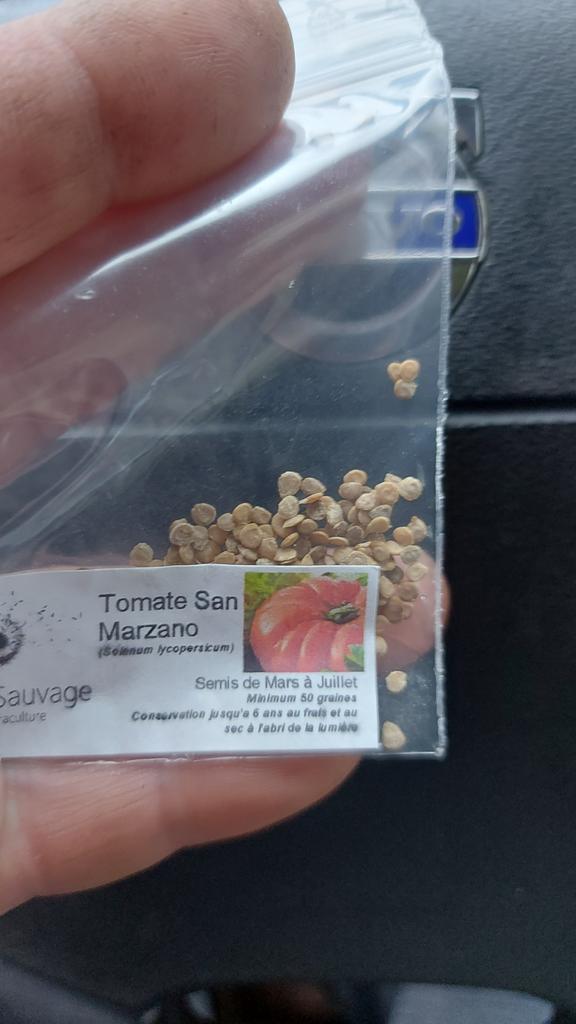 Tomate San
Marzano
(Solanum lycopersicum)
Sauvage
aculture
Semis de Mars à Juillet
Minimum 50 graines
Conservation jusqu'a 6 ans au frais et au
sec à l'abri de la lumière